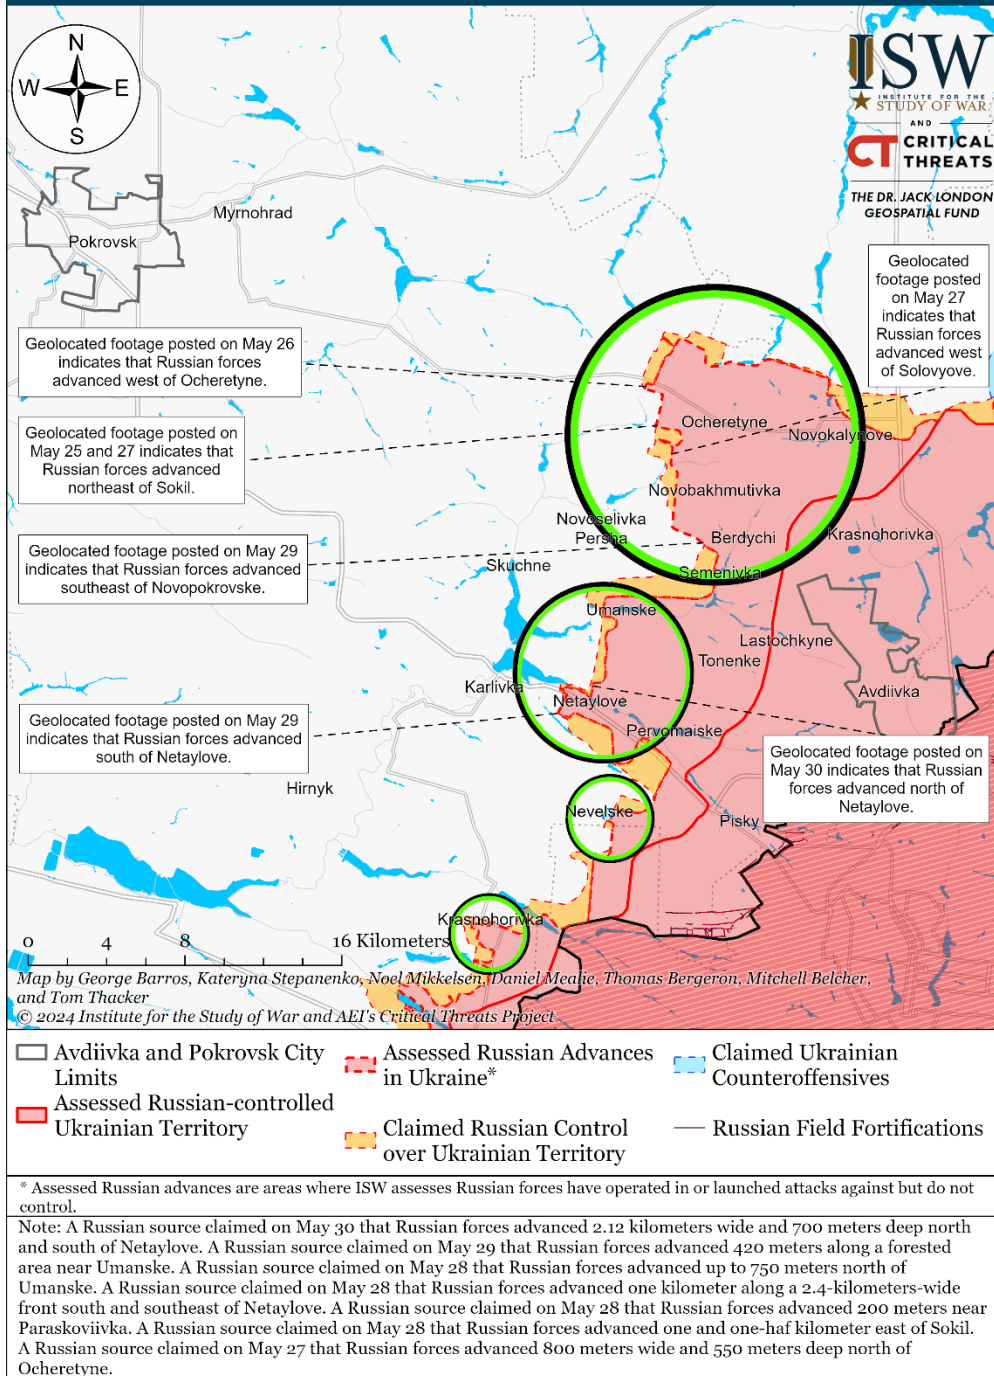 N
W
E
S
ISW
INSTITUTE FOR THE
STUDY OF WAR
AND
CT CRITICAL
THREATS
THE DR. JACK LONDON
GEOSPATIAL FUND
Myrnohrad
Pokrovsk
Geolocated
footage posted
on May 27
indicates that
Russian forces
advanced west
of Solovyove.
Geolocated footage posted on May 26
indicates that Russian forces
advanced west of Ocheretyne.
Geolocated footage posted on
May 25 and 27 indicates that
Russian forces advanced
northeast of Sokil.
Ocheretyne
Novokalynove
Novobakhmutivka
Novoselivka
Persha
Berdychi
Krasnohorivka
Geolocated footage posted on May 29
indicates that Russian forces advanced
southeast of Novopokrovske.
Skuchne
Semenivka
Umanske
Lastochkyne
Tonenke
Karlivka
Netaylove
Avdiivka
Geolocated footage posted on May 29
indicates that Russian forces advanced
south of Netaylove.
Pervomaiske
Geolocated footage posted on
May 30 indicates that Russian
forces advanced north of
Netaylove.
Hirnyk
Nevelske
Pisky
Krasnohorivka
0 4 8 16 Kilometers
Map by George Barros, Kateryna Stepanenko, Noel Mikkelsen, Daniel Mealie, Thomas Bergeron, Mitchell Belcher,
and Tom Thacker
© 2024 Institute for the Study of War and AEI's Critical Threats Project
Avdiivka and Pokrovsk City
Limits
Assessed Russian-controlled
Ukrainian Territory
Assessed Russian Advances
in Ukraine*
Claimed Russian Control
over Ukrainian Territory
Claimed Ukrainian
Counteroffensives
Russian Field Fortifications
* Assessed Russian advances are areas where ISW assesses Russian forces have operated in or launched attacks against but do not
control.
Note: A Russian source claimed on May 30 that Russian forces advanced 2.12 kilometers wide and 700 meters deep north
and south of Netaylove. A Russian source claimed on May 29 that Russian forces advanced 420 meters along a forested
area near Umanske. A Russian source claimed on May 28 that Russian forces advanced up to 750 meters north of
Umanske. A Russian source claimed on May 28 that Russian forces advanced one kilometer along a 2.4-kilometers-wide
front south and southeast of Netaylove. A Russian source claimed on May 28 that Russian forces advanced 200 meters near
Paraskoviivka. A Russian source claimed on May 28 that Russian forces advanced one and one-haf kilometer east of Sokil.
A Russian source claimed on May 27 that Russian forces advanced 800 meters wide and 550 meters deep north of
Ocheretyne.